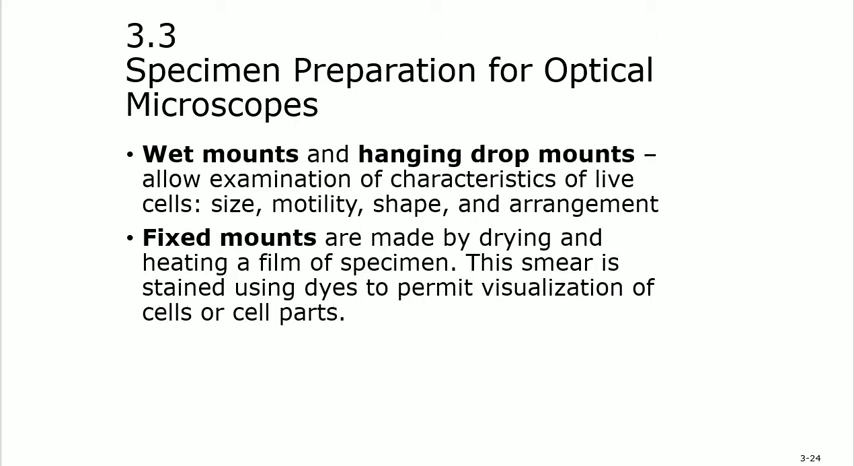 3.3
Specimen Preparation for Optical
Microscopes
• Wet mounts and hanging drop mounts –
allow examination of characteristics of live
cells: size, motility, shape, and arrangement
• Fixed mounts are made by drying and
heating a film of specimen. This smear is
stained using dyes to permit visualization of
cells or cell parts.
3-24